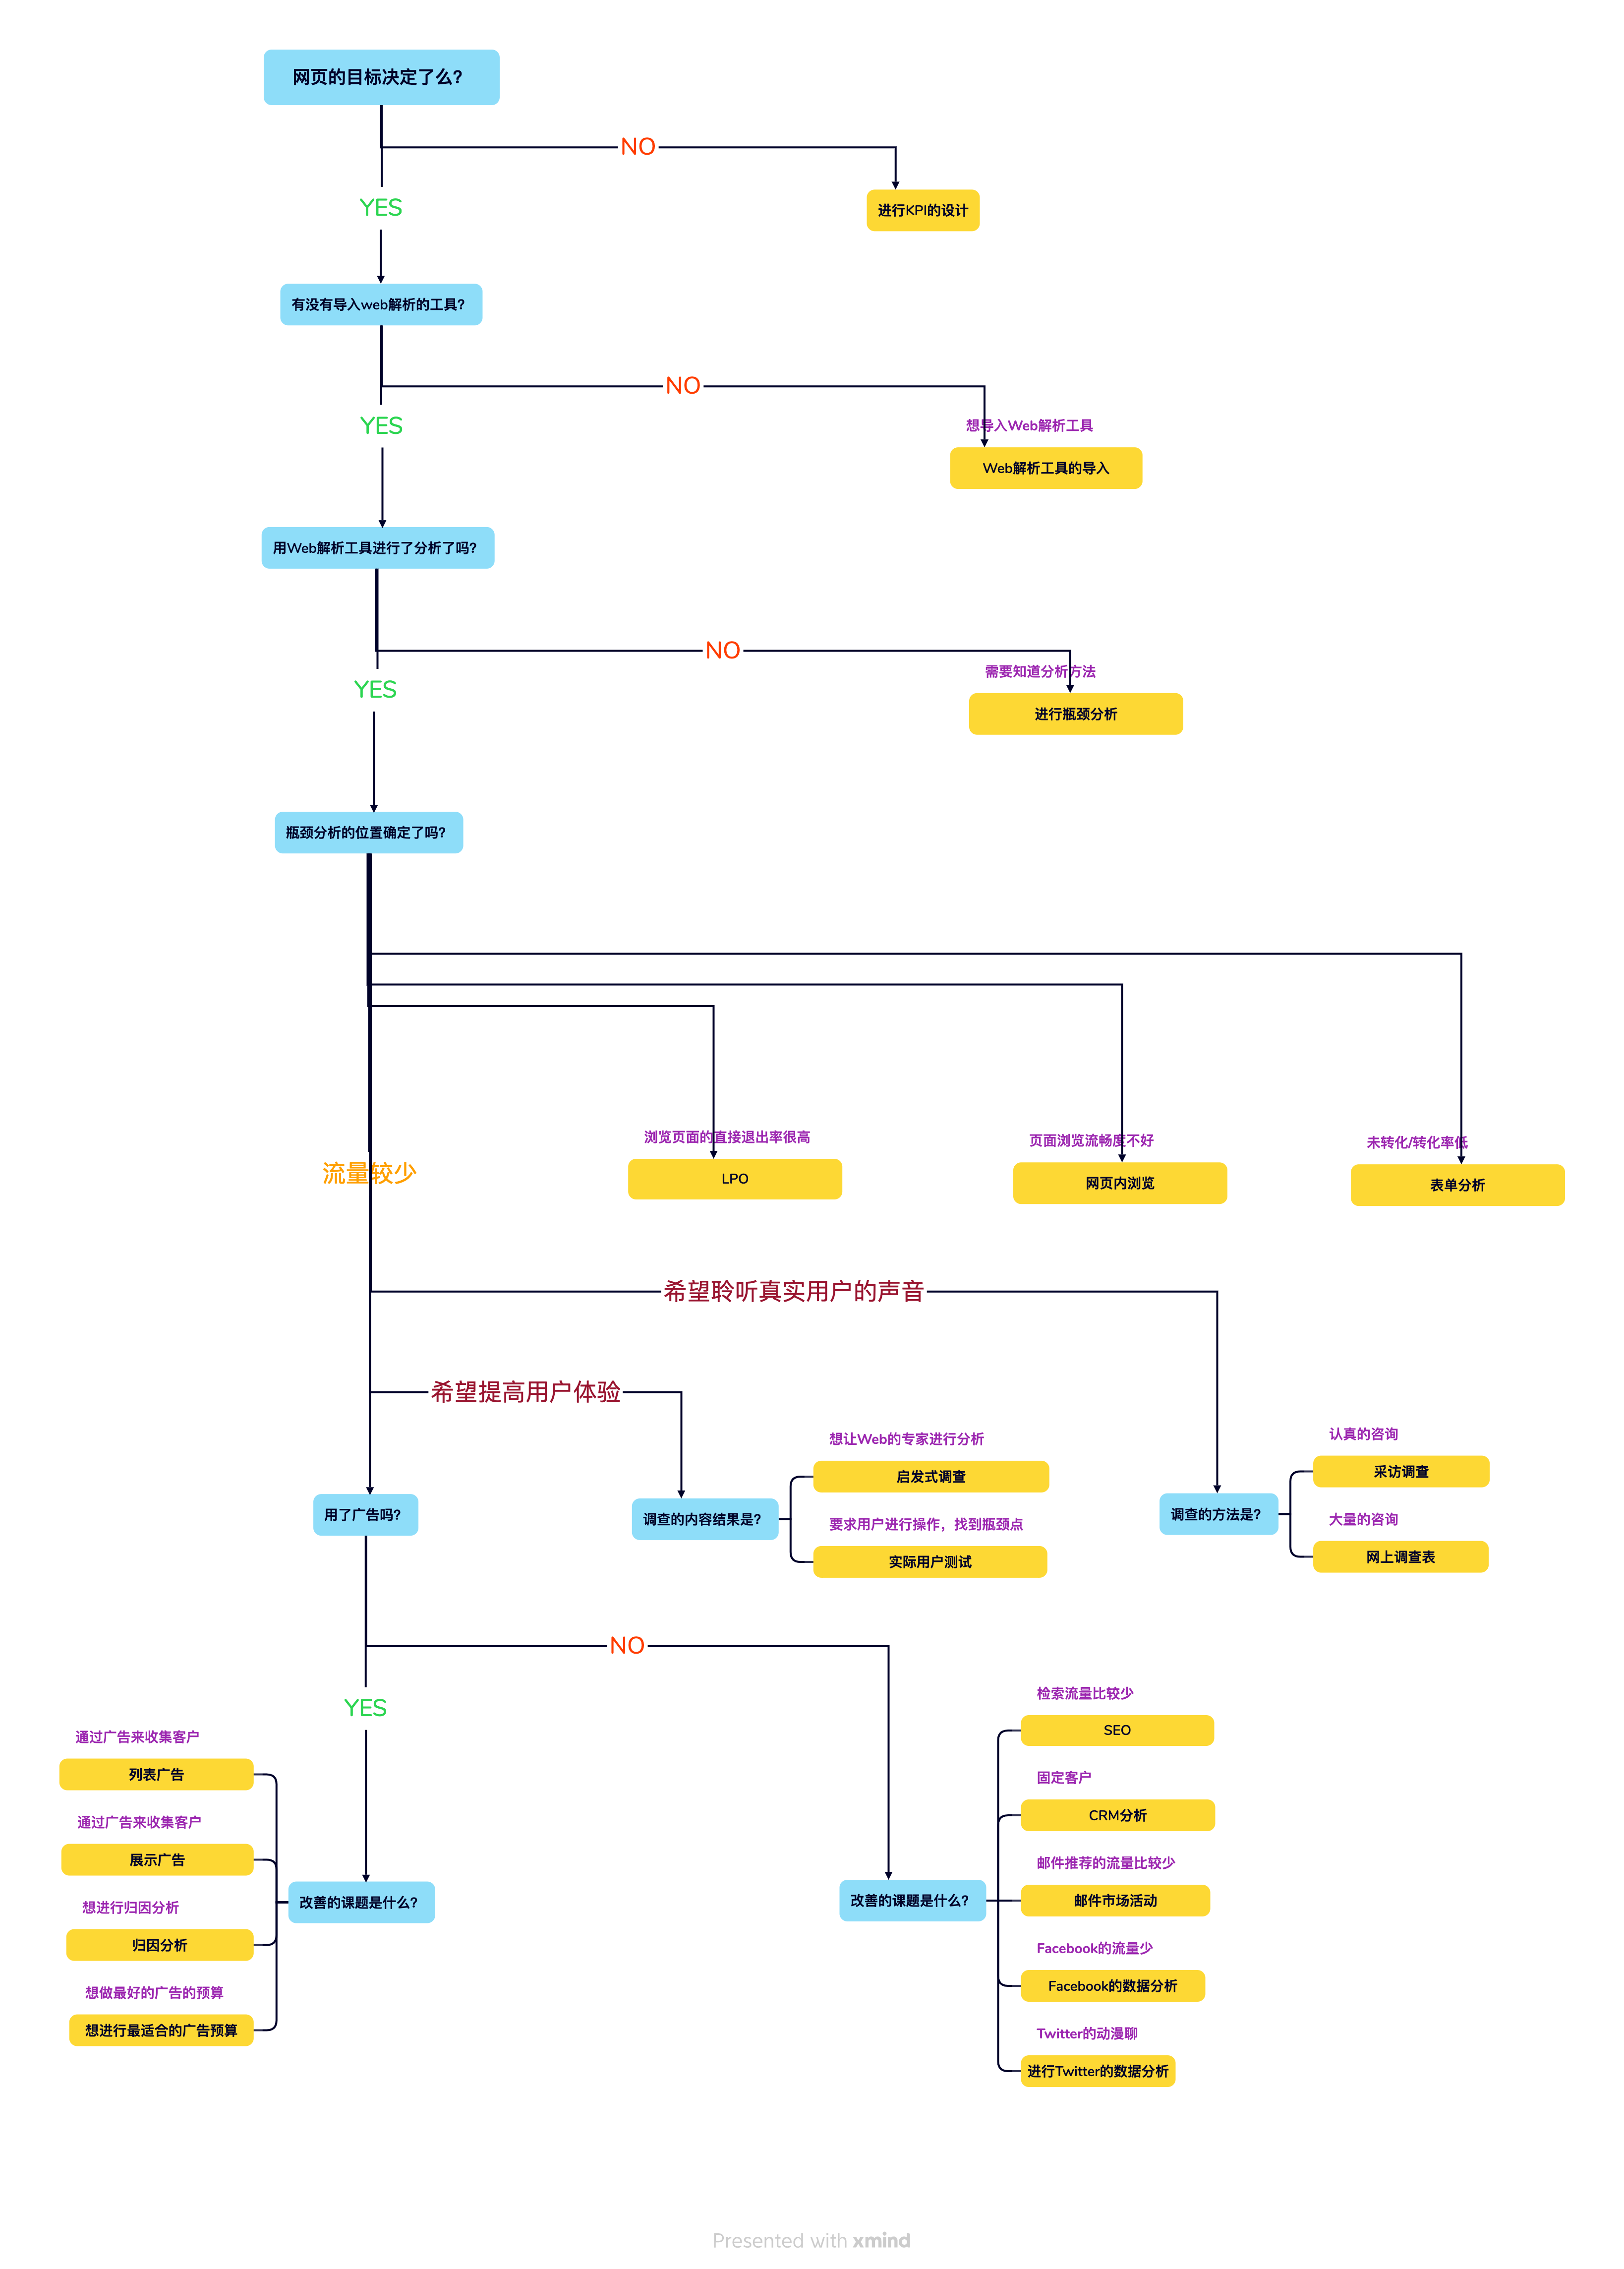 网页的目标决定了么?
NO
进行KPI的设计
YES
有没有导入web解析的工具?
NO
YES
想导入Web解析工具
Web解析工具的导入
用Web解析工具进行了分析了吗?
NO
需要知道分析方法
YES
进行瓶颈分析
瓶颈分析的位置确定了吗?
浏览页面的直接退出率很高
页面浏览流畅度不好
未转化/转化率低
流量较少
LPO
网页内浏览
表单分析
希望聆听真实用户的声音
希望提高用户体验
想让Web的专家进行分析
认真的咨询
启发式调查
采访调查
用了广告吗?
调查的内容结果是?
调查的方法是?
要求用户进行操作，找到瓶颈点
大量的咨询
实际用户测试
网上调查表
NO
YES
检索流量比较少
SEO
通过广告来收集客户
列表广告
固定客户
CRM分析
通过广告来收集客户
展示广告
邮件推荐的流量比较少
改善的课题是什么?
改善的课题是什么?
邮件市场活动
想进行归因分析
归因分析
Facebook的流量少
Facebook的数据分析
想做最好的广告的预算
想进行最适合的广告预算
Twitter的动漫聊
进行Twitter的数据分析
Presented with xmind